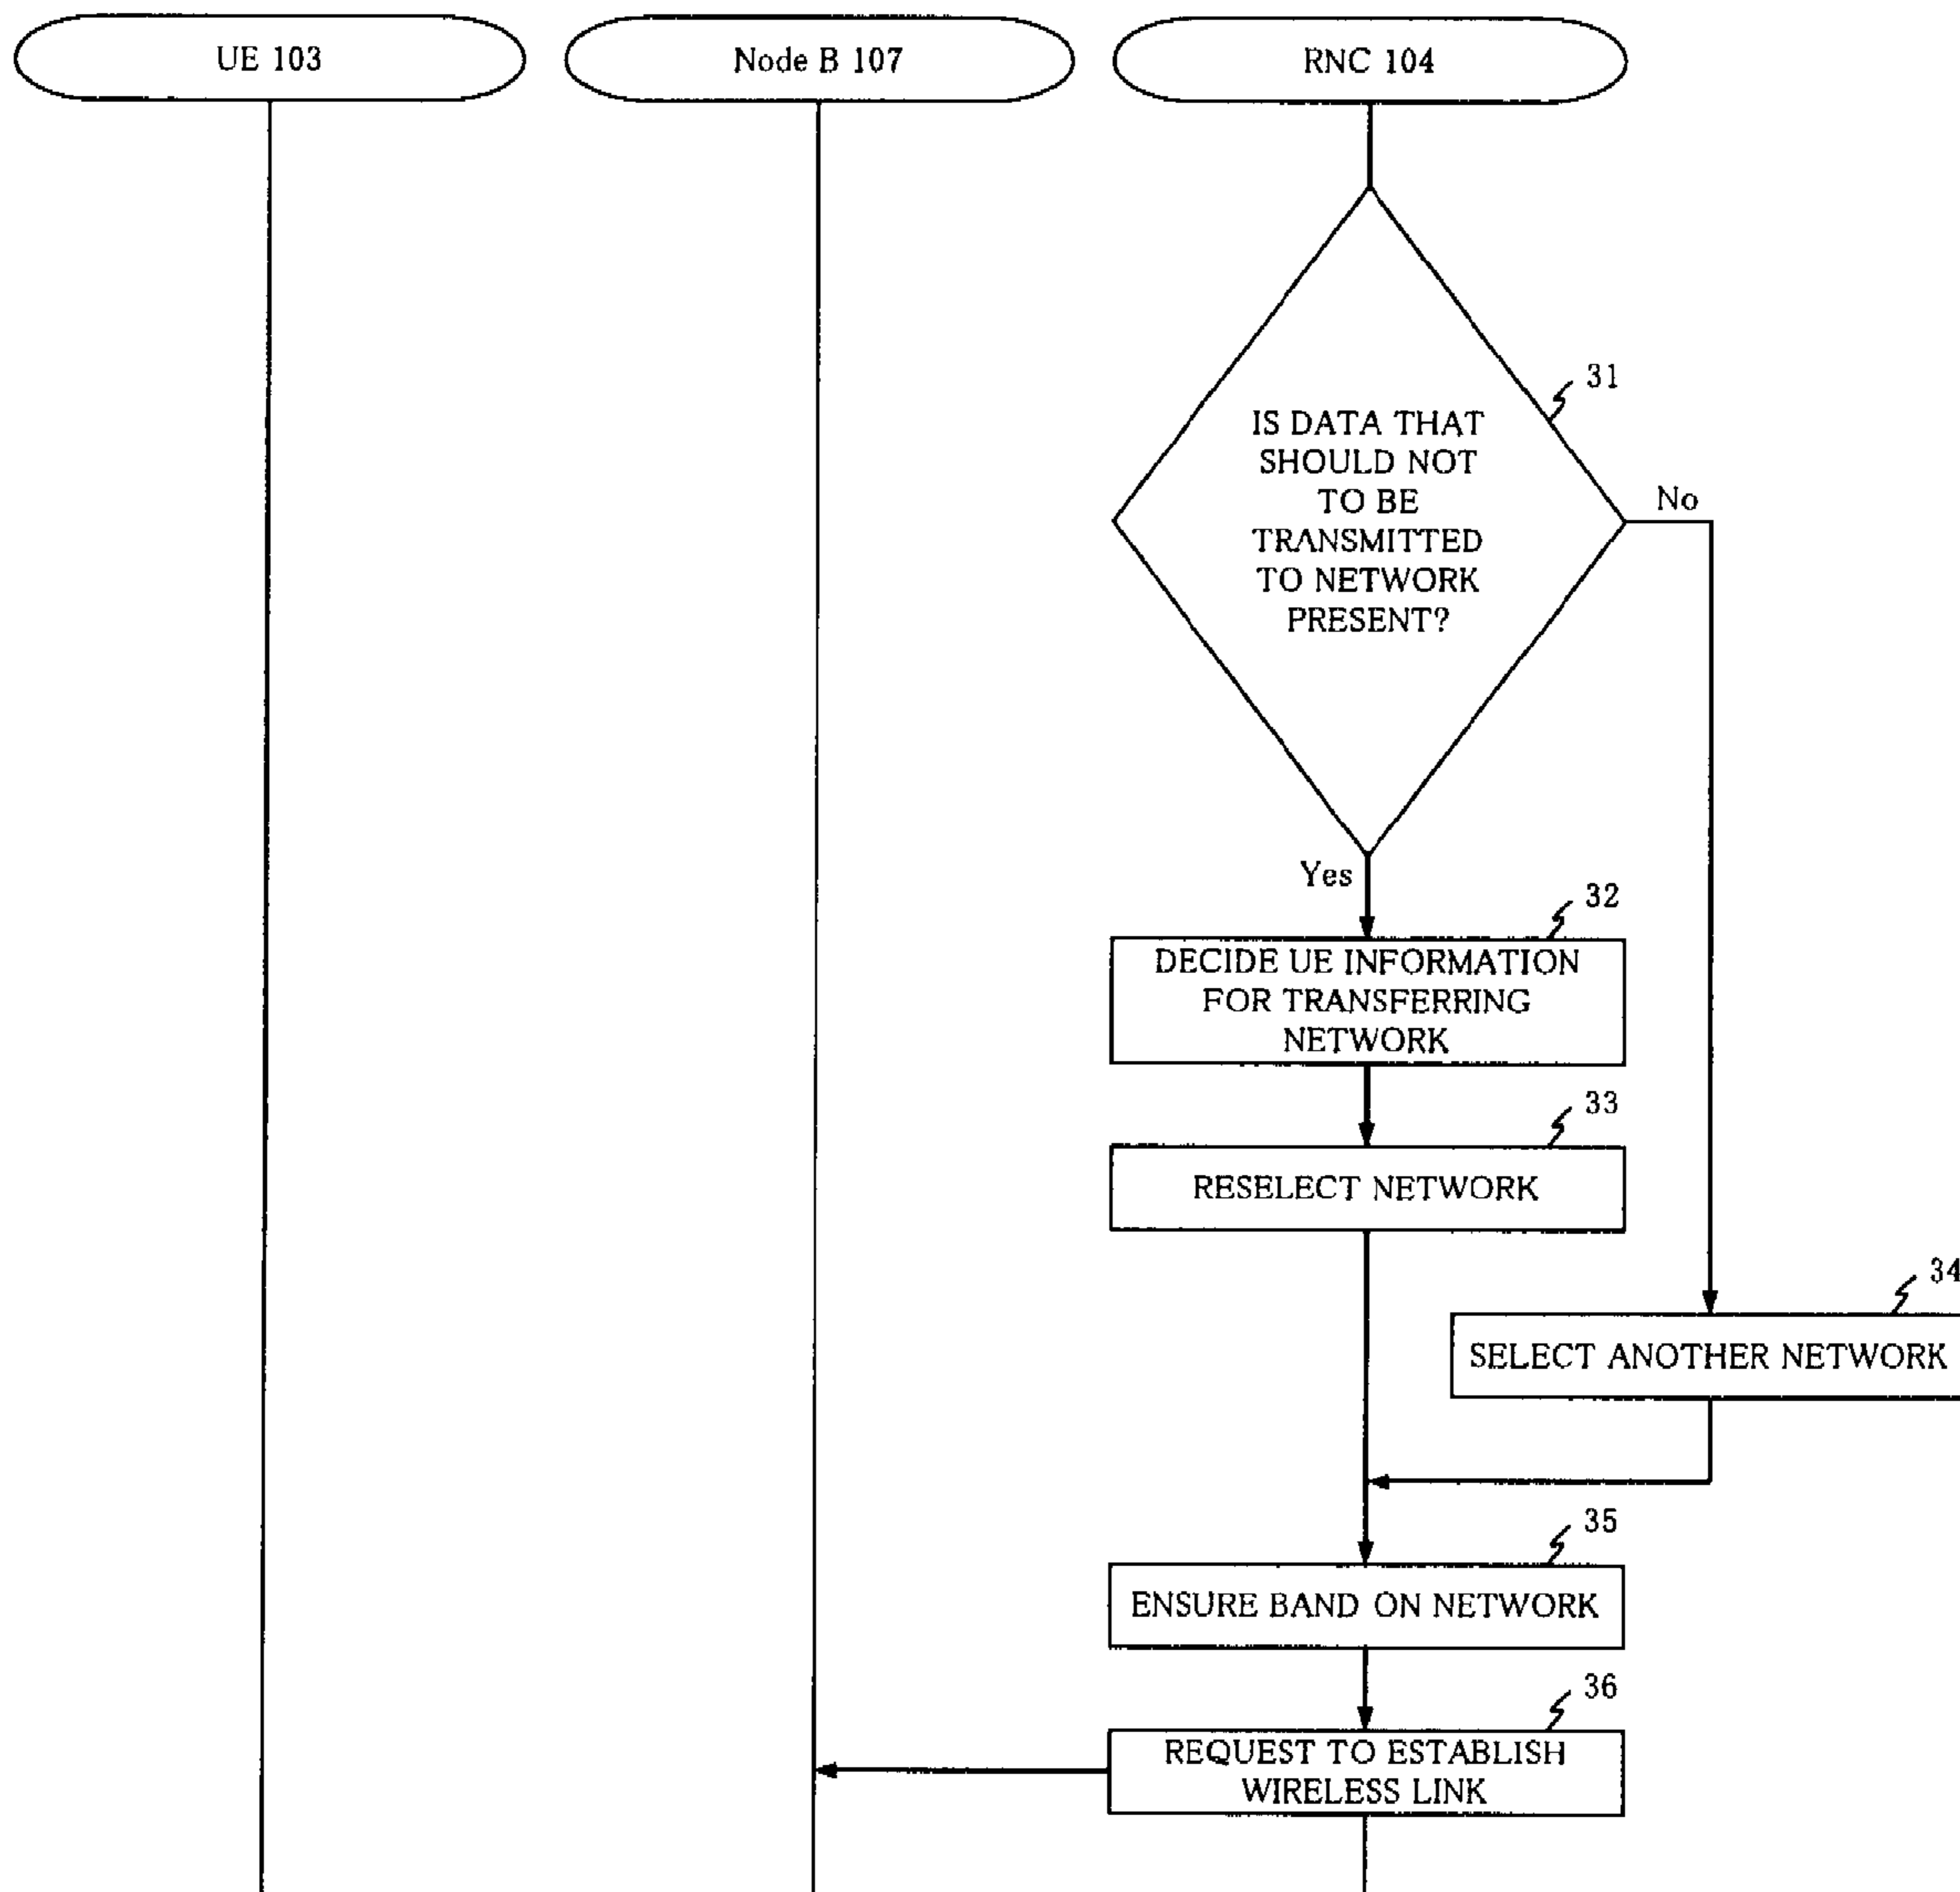 UE 103
Node B 107
RNC 104
31
IS DATA THAT
SHOULD NOT
TO BE
TRANSMITTED
TO NETWORK
PRESENT?
No
Yes
32
DECIDE UE INFORMATION
FOR TRANSFERRING
NETWORK
33
RESELECT NETWORK
34
SELECT ANOTHER NETWORK
35
ENSURE BAND ON NETWORK
36
REQUEST TO ESTABLISH
WIRELESS LINK